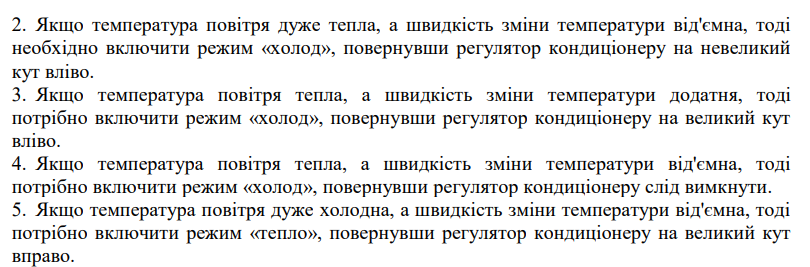 2. Якщо температура повітря дуже тепла, а швидкість зміни температури від'ємна, тоді
необхідно включити режим «холод», повернувши регулятор кондиціонеру на невеликий
кут вліво.
3. Якщо температура повітря тепла, а швидкість зміни температури додатня, тоді
потрібно включити режим «холод», повернувши регулятор кондиціонеру на великий кут
вліво.
4. Якщо температура повітря тепла, а швидкість зміни температури від'ємна, тоді
потрібно включити режим «холод», повернувши регулятор кондиціонеру слід вимкнути.
5. Якщо температура повітря дуже холодна, а швидкість зміни температури від'ємна, тоді
потрібно включити режим «тепло», повернувши регулятор кондиціонеру на великий кут
вправо.